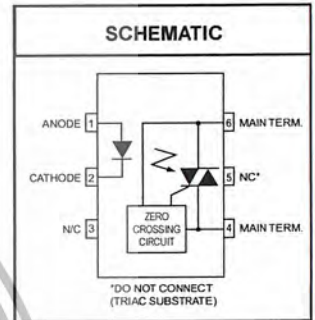 SCHEMATIC
ANODE 1
6 MAIN TERM.
CATHODE 2
5 NC*
N/C 3
ZERO
CROSSING
CIRCUIT
4 MAIN TERM.
*DO NOT CONNECT
(TRIAC SUBSTRATE)